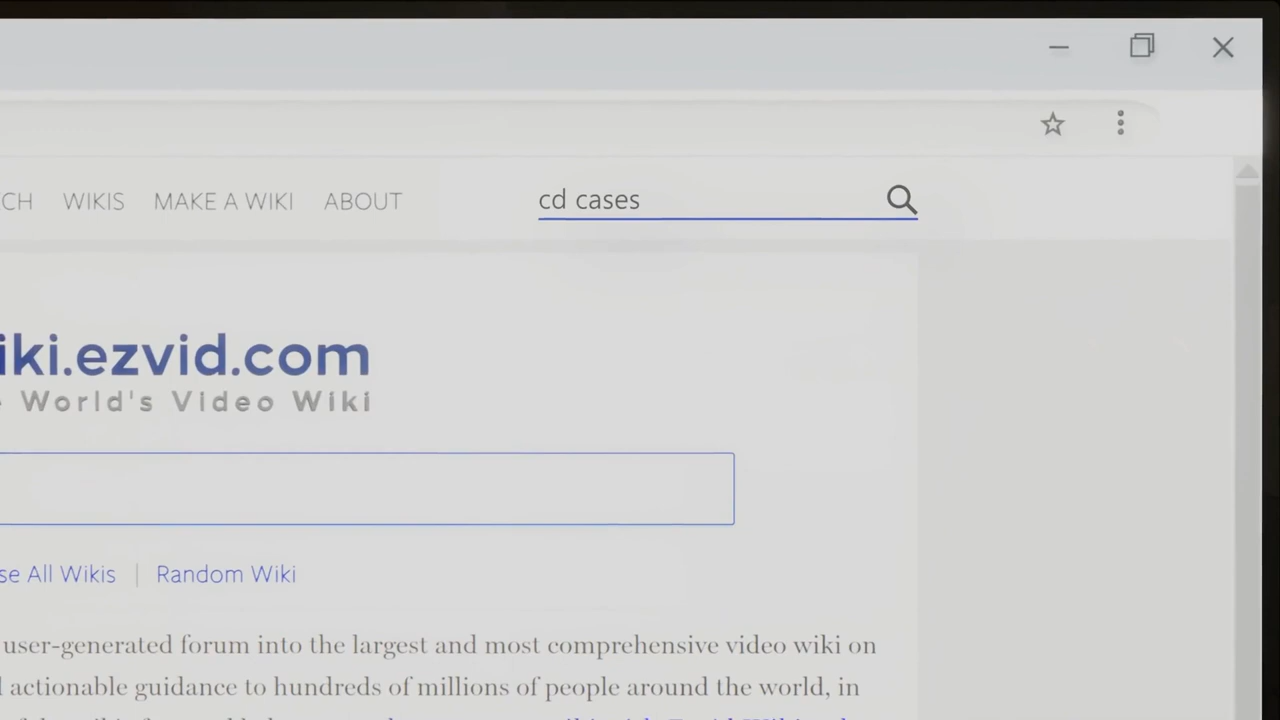 CH WIKIS MAKE A WIKI ABOUT cd cases
iki.ezvid.com
World's Video Wiki
se All Wikis | Random Wiki
user-generated forum into the largest and most comprehensive video wiki on
actionable guidance to hundreds of millions of people around the world, in